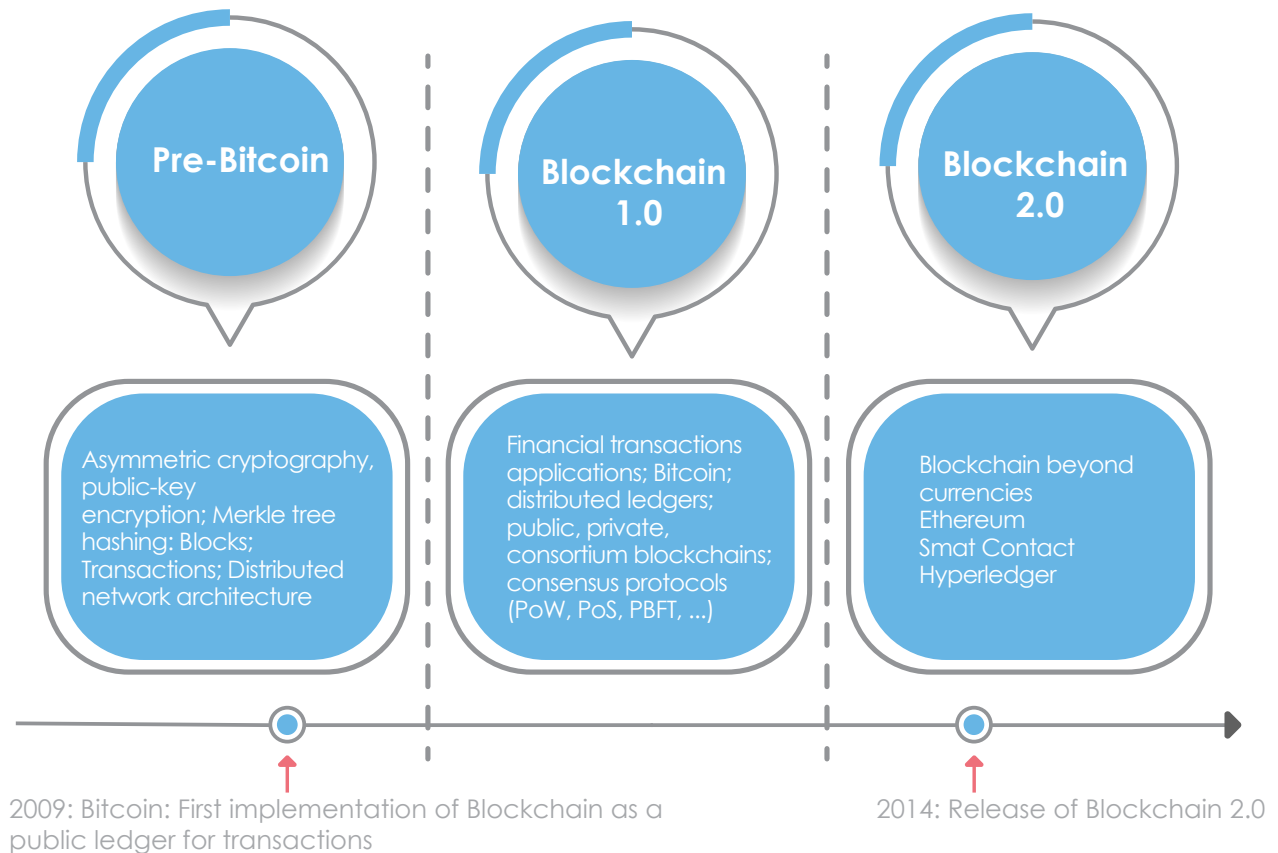 Pre-Bitcoin
Blockchain
1.0
Blockchain
2.0
Asymmetric cryptography,
public-key
encryption; Merkle tree
hashing: Blocks;
Transactions; Distributed
network architecture
Financial transactions
applications; Bitcoin;
distributed ledgers;
public, private,
consortium blockchains;
consensus protocols
(PoW, PoS, PBFT, ...)
Blockchain beyond
currencies
Ethereum
Smat Contact
Hyperledger
2009: Bitcoin: First implementation of Blockchain as a
public ledger for transactions
2014: Release of Blockchain 2.0